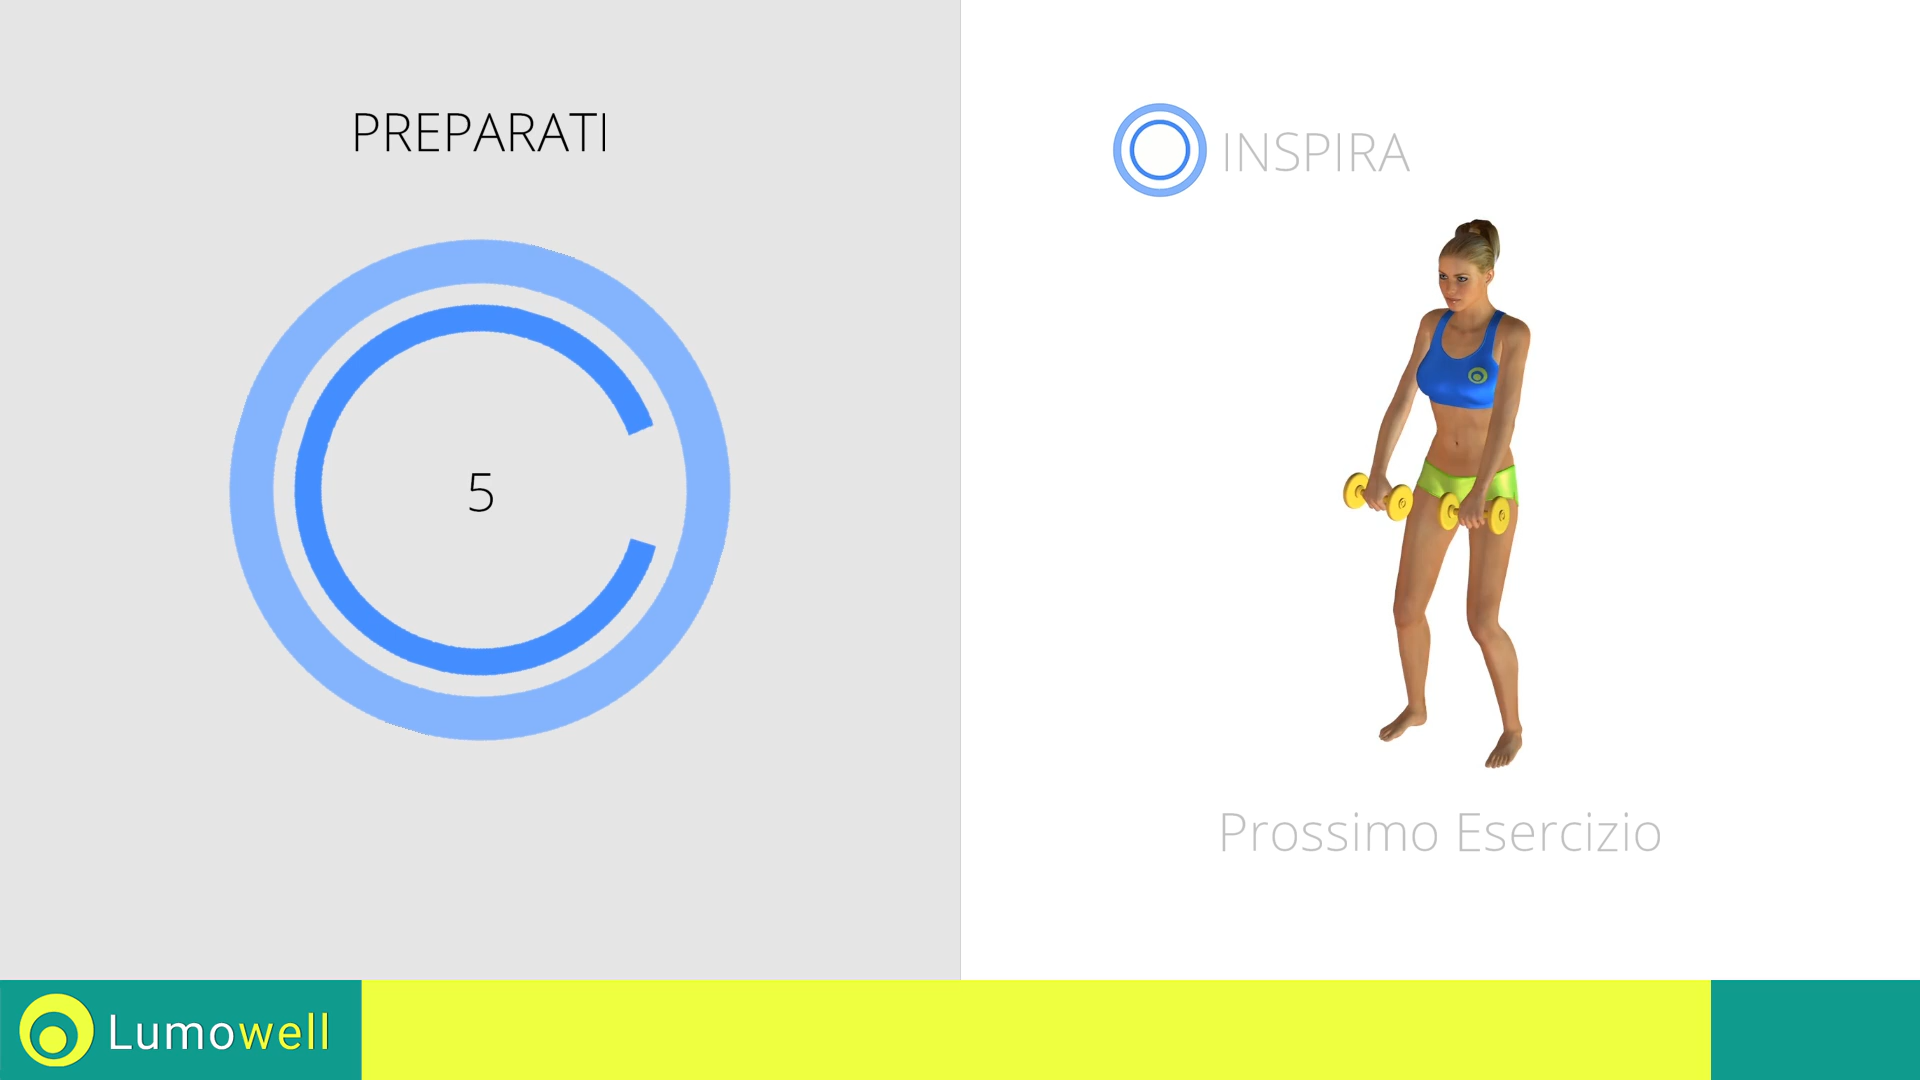 PREPARATI
5
INSPIRA
Prossimo Esercizio
Lumowell